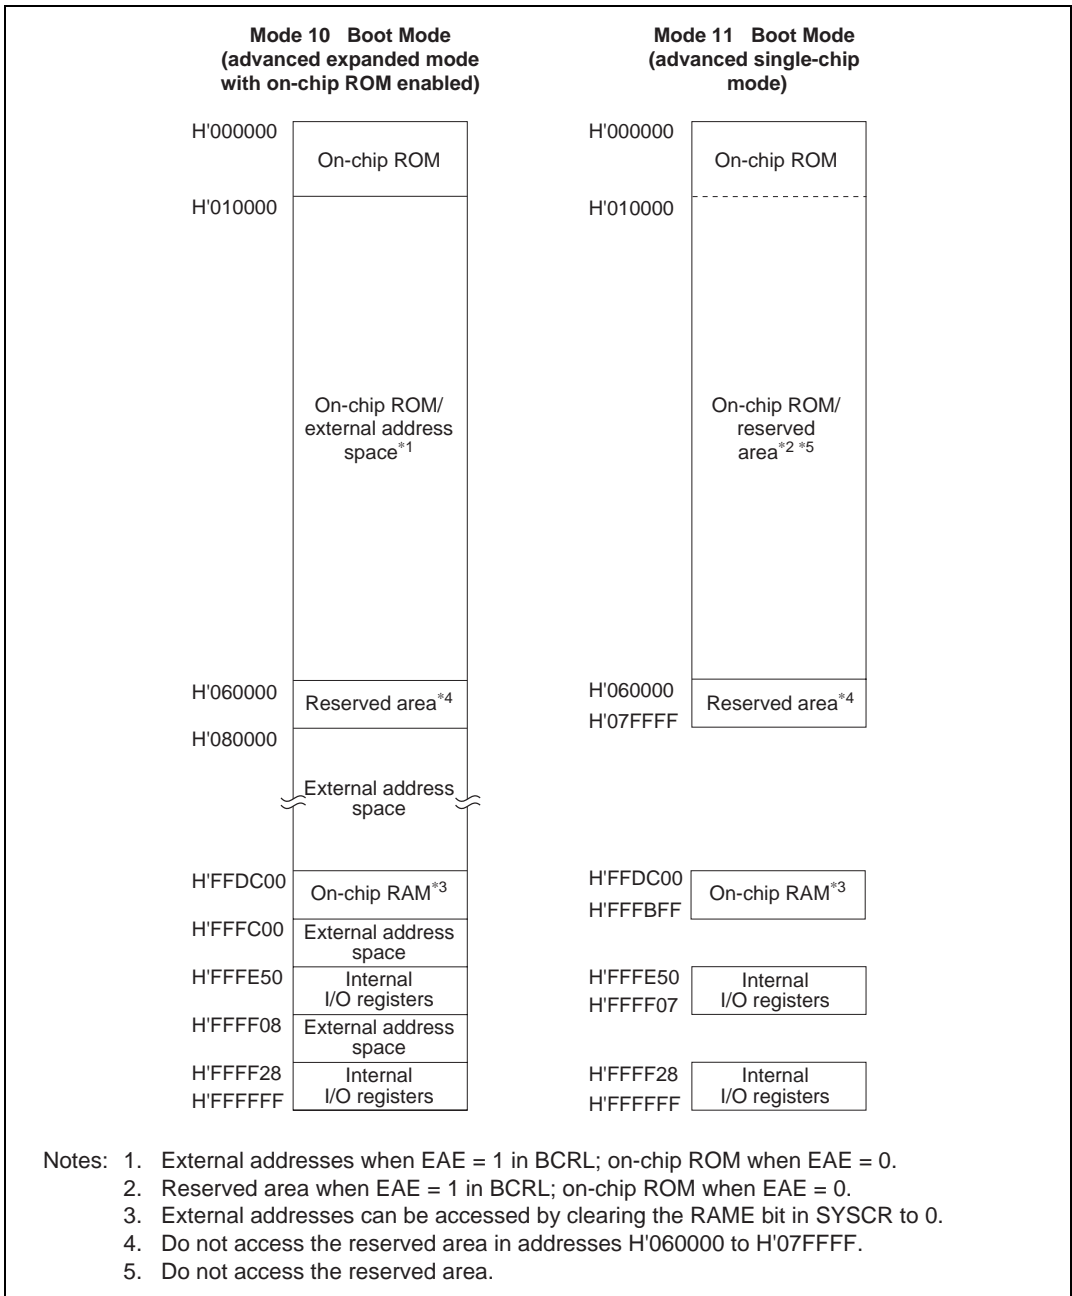 Mode 10 Boot Mode
(advanced expanded mode
with on-chip ROM enabled)
H'000000
On-chip ROM
H'010000
On-chip ROM/
external address
space*1
H'060000
Reserved area*4
H'080000
External address
space
H'FFDC00
On-chip RAM*3
H'FFFC00
External address
space
H'FFFE50
Internal
I/O registers
H'FFFF08
External address
space
H'FFFF28
Internal
I/O registers
H'FFFFFF
Mode 11 Boot Mode
(advanced single-chip
mode)
H'000000
On-chip ROM
H'010000
On-chip ROM/
reserved
area*2 *5
H'060000
Reserved area*4
H'07FFFF
H'FFDC00
On-chip RAM*3
H'FFFBFF
H'FFFE50
Internal
I/O registers
H'FFFF07
H'FFFF28
Internal
I/O registers
H'FFFFFF
Notes: 1. External addresses when EAE = 1 in BCRL; on-chip ROM when EAE = 0.
2. Reserved area when EAE = 1 in BCRL; on-chip ROM when EAE = 0.
3. External addresses can be accessed by clearing the RAME bit in SYSCR to 0.
4. Do not access the reserved area in addresses H'060000 to H'07FFFF.
5. Do not access the reserved area.